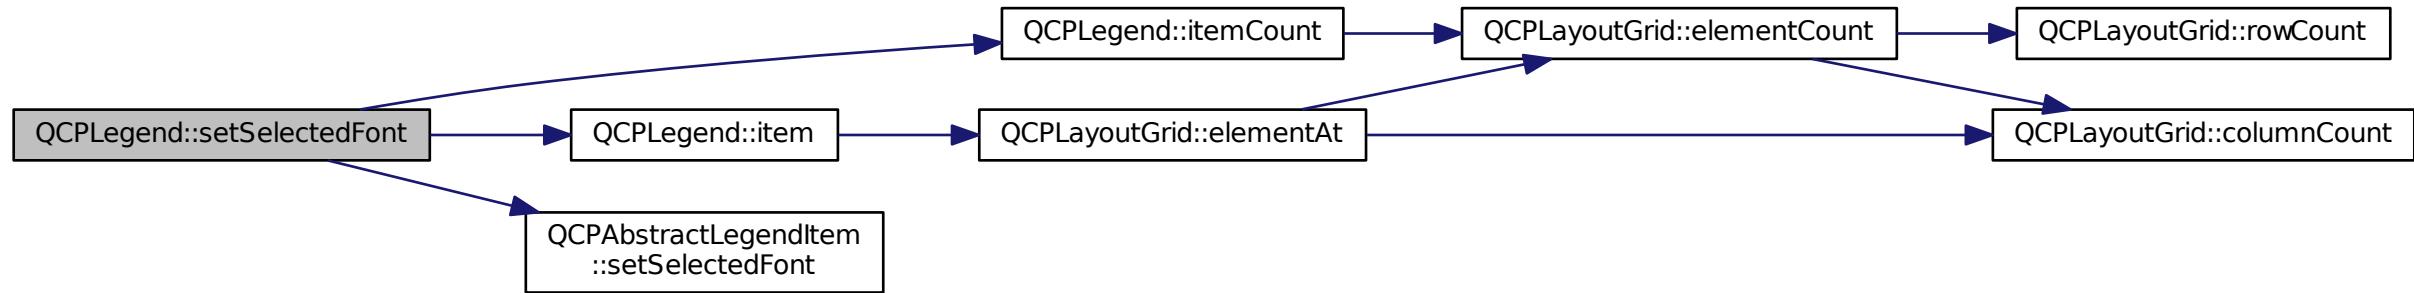 QCPLegend::itemCount
QCPLayoutGrid::elementCount
QCPLayoutGrid::rowCount
QCPLegend::setSelectedFont
QCPLegend::item
QCPLayoutGrid::elementAt
QCPLayoutGrid::columnCount
QCPAbstractLegendItem
::setSelectedFont